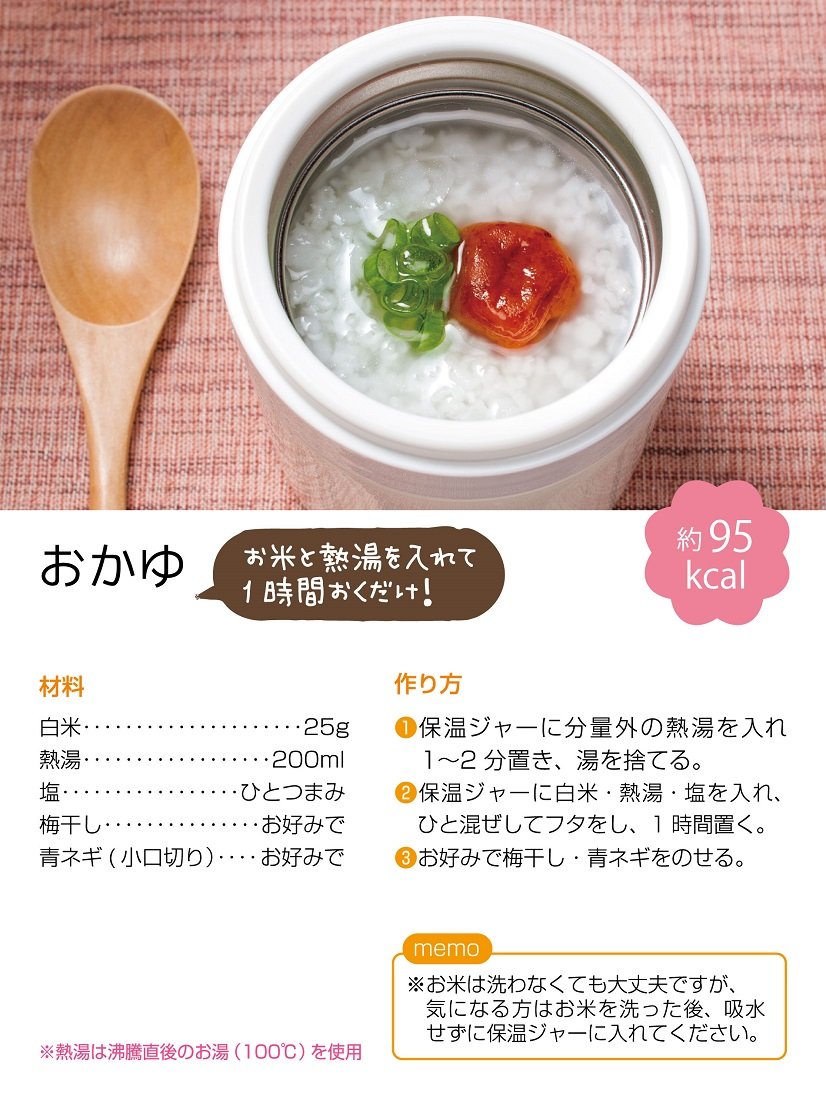 おかゆ
お米と熱湯を入れて
1時間おくだけ!
約95
kcal
材料
白米・・・・・・・・・・・・・・・・・・・・・25g
熱湯・・・・・・・・・・・・・・・・・・200ml
塩・・・・・・・・・・・・・・・・・ひとつまみ
梅干し・・・・・・・・・・・・・・・お好みで
青ネギ(小口切り)・・・・お好みで
※熱湯は沸騰直後のお湯(100℃)を使用
作り方
❶保温ジャーに分量外の熱湯を入れ
1〜2分置き、湯を捨てる。
❷保温ジャーに白米・熱湯・塩を入れ、
ひと混ぜしてフタをし、1時間置く。
❸お好みで梅干し・青ネギをのせる。
memo
※お米は洗わなくても大丈夫ですが、
気になる方はお米を洗った後、吸水
せずに保温ジャーに入れてください。